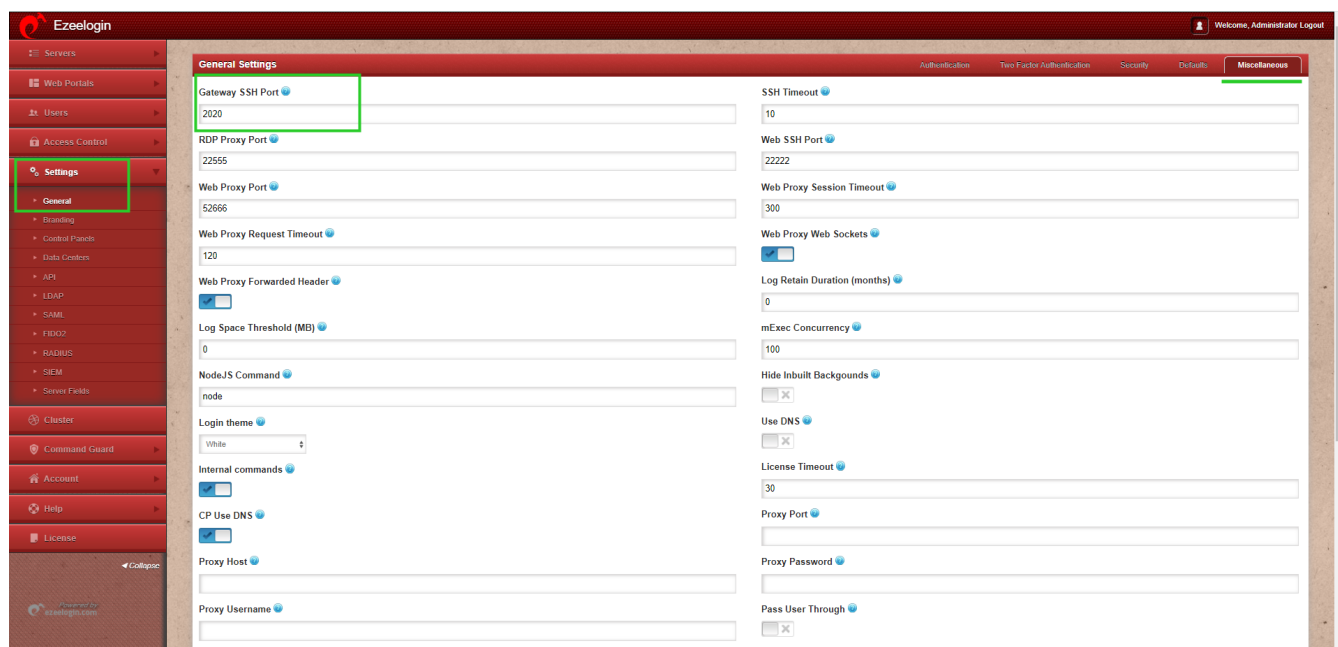 Ezeelogin
Welcome, Administrator Logout
Servers
Web Portals
Users
Access Control
Settings
General
Branding
Control Panels
Data Centers
API
LDAP
SAML
FIDO2
RADIUS
SIEM
Server Fields
Cluster
Command Guard
Account
Help
License
Collapse
Powered by
ezeelogin.com
General Settings
Authentication
Two Factor Authentication
Security
Defaults
Miscellaneous
Gateway SSH Port
2020
SSH Timeout
10
RDP Proxy Port
22555
Web SSH Port
22222
Web Proxy Port
52666
Web Proxy Session Timeout
300
Web Proxy Request Timeout
120
Web Proxy Web Sockets
Web Proxy Forwarded Header
Log Retain Duration (months)
0
Log Space Threshold (MB)
0
mExec Concurrency
100
NodeJS Command
node
Hide Inbuilt Backgounds
Login theme
White
Use DNS
Internal commands
License Timeout
30
CP Use DNS
Proxy Port
Proxy Host
Proxy Password
Proxy Username
Pass User Through